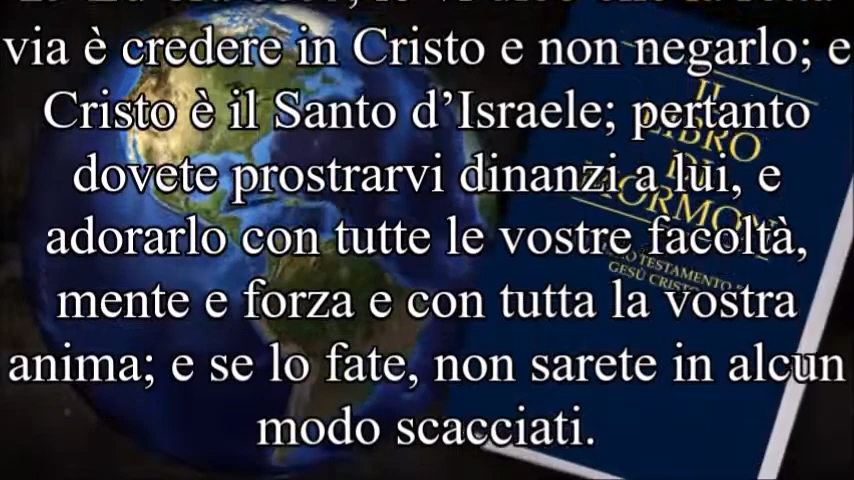 via è credere in Cristo e non negarlo; e
Cristo è il Santo d’Israele; pertanto
dovete prostrarvi dinanzi a lui, e
adorarlo con tutte le vostre facoltà,
mente e forza e con tutta la vostra
anima; e se lo fate, non sarete in alcun
modo scacciati.
IL
LIBRO
DI
MORMON
TESTAMENTO
GESÙ CRISTO